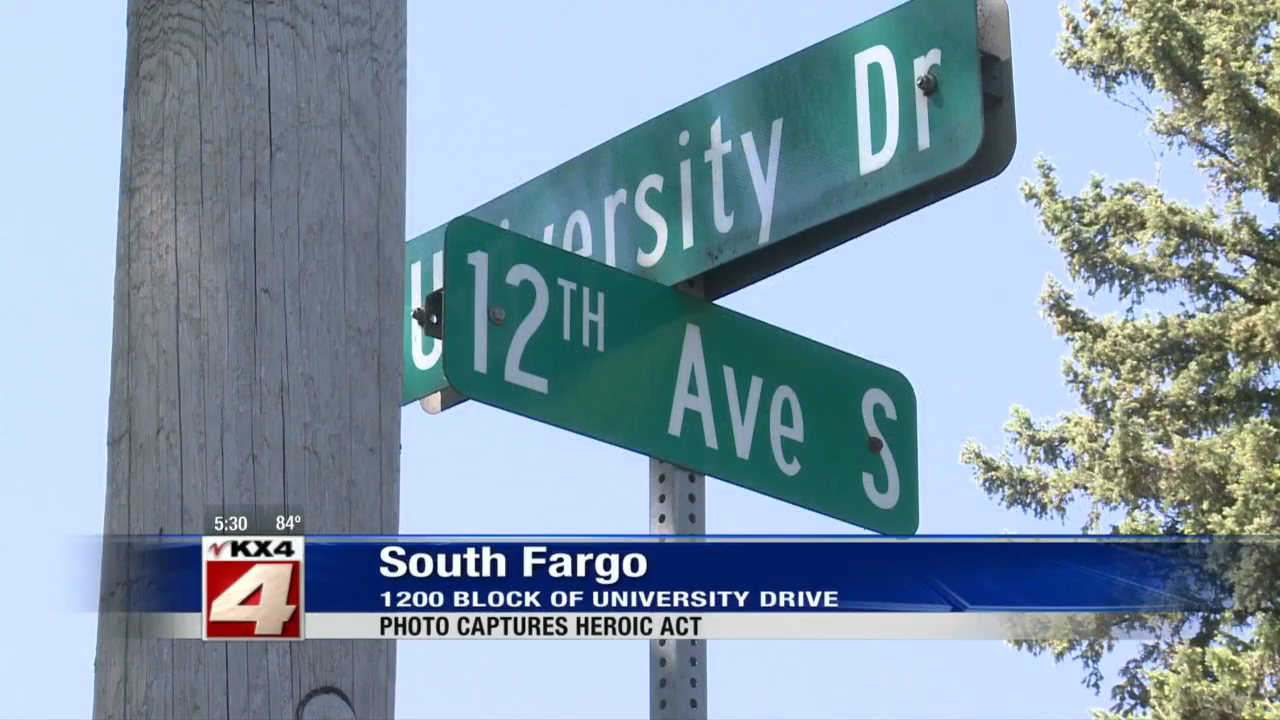 University Dr
12TH Ave S
5:30 84°
KX4
4
South Fargo
1200 BLOCK OF UNIVERSITY DRIVE
PHOTO CAPTURES HEROIC ACT